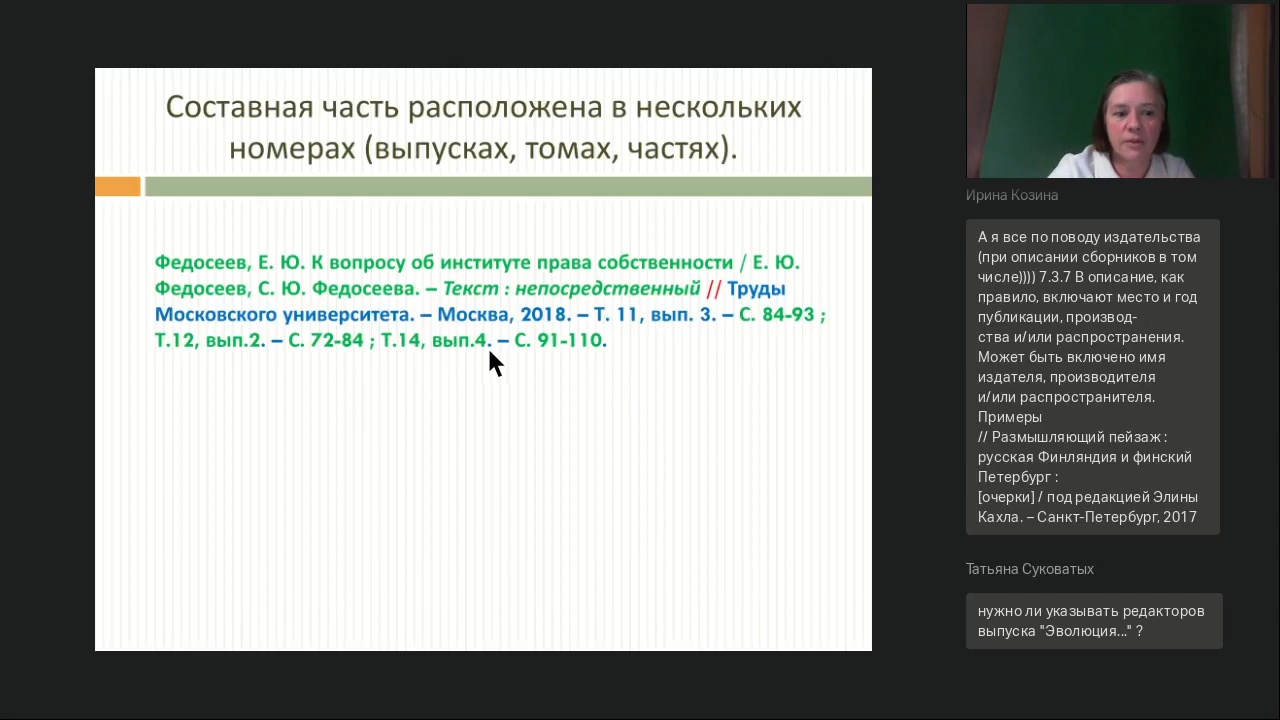 Составная часть расположена в нескольких
номерах (выпусках, томах, частях).
Федосеев, Е. Ю. К вопросу об институте права собственности / Е. Ю.
Федосеев, С. Ю. Федосеева. – Текст : непосредственный // Труды
Московского университета. – Москва, 2018. – Т. 11, вып. 3. – С. 84-93 ;
Т.12, вып.2. – С. 72-84 ; Т.14, вып.4. – С. 91-110.
Ирина Козина
А я все по поводу издательства
(при описании сборников в том
числе)))) 7.3.7 В описание, как
правило, включают место и год
публикации, производ-
ства и/или распространения.
Может быть включено имя
издателя, производителя
и/или распространителя.
Примеры
// Размышляющий пейзаж :
русская Финляндия и финский
Петербург :
[очерки] / под редакцией Элины
Кахла. – Санкт-Петербург, 2017
Татьяна Суковатых
нужно ли указывать редакторов
выпуска "Эволюция..." ?